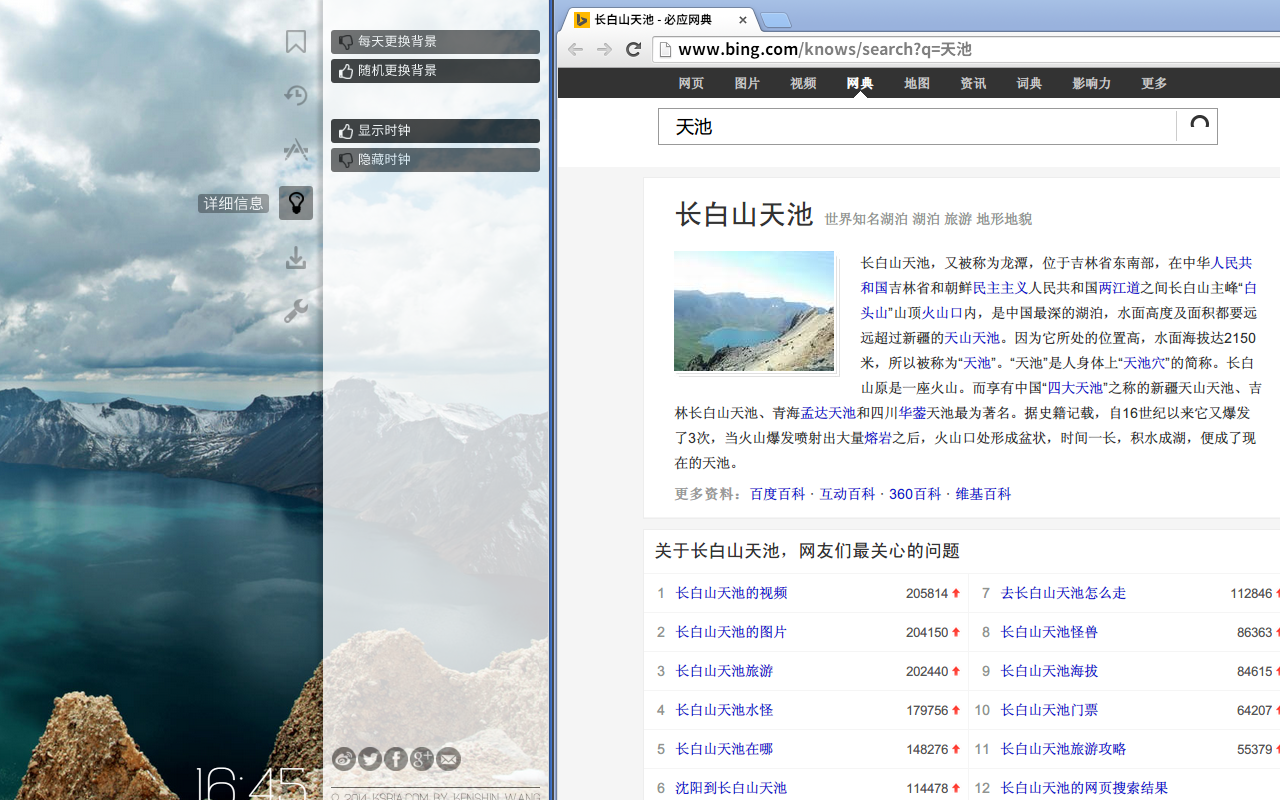 每天更换背景
随机更换背景
显示时钟
隐藏时钟
详细信息
16:45
© 2014 KSRIA.COM BY KENSHIN WANG
长白山天池 - 必应网典
www.bing.com/knows/search?q=天池
网页 图片 视频 网典 地图 资讯 词典 影响力 更多
天池
长白山天池 世界知名湖泊 湖泊 旅游 地形地貌
长白山天池，又被称为龙潭，位于吉林省东南部，在中华人民共
和国吉林省和朝鲜民主主义人民共和国两江道之间长白山主峰“白
头山”山顶火山口内，是中国最深的湖泊，水面高度及面积都要远
远超过新疆的天山天池。因为它所处的位置高，水面海拔达2150
米，所以被称为“天池”。“天池”是人身体上“天池穴”的简称。长白
山原是一座火山。而享有中国“四大天池”之称的新疆天山天池、吉
林长白山天池、青海孟达天池和四川华蓥天池最为著名。据史籍记载，自16世纪以来它又爆发
了3次，当火山爆发喷射出大量熔岩之后，火山口处形成盆状，时间一长，积水成湖，便成了现
在的天池。
更多资料：百度百科 · 互动百科 · 360百科 · 维基百科
关于长白山天池，网友们最关心的问题
1 长白山天池的视频 205814
2 长白山天池的图片 204150
3 长白山天池旅游 202440
4 长白山天池水怪 179756
5 长白山天池在哪 148276
6 沈阳到长白山天池 114478
7 去长白山天池怎么走 112846
8 长白山天池怪兽 86363
9 长白山天池海拔 84615
10 长白山天池门票 64207
11 长白山天池旅游攻略 55379
12 长白山天池的网页搜索结果